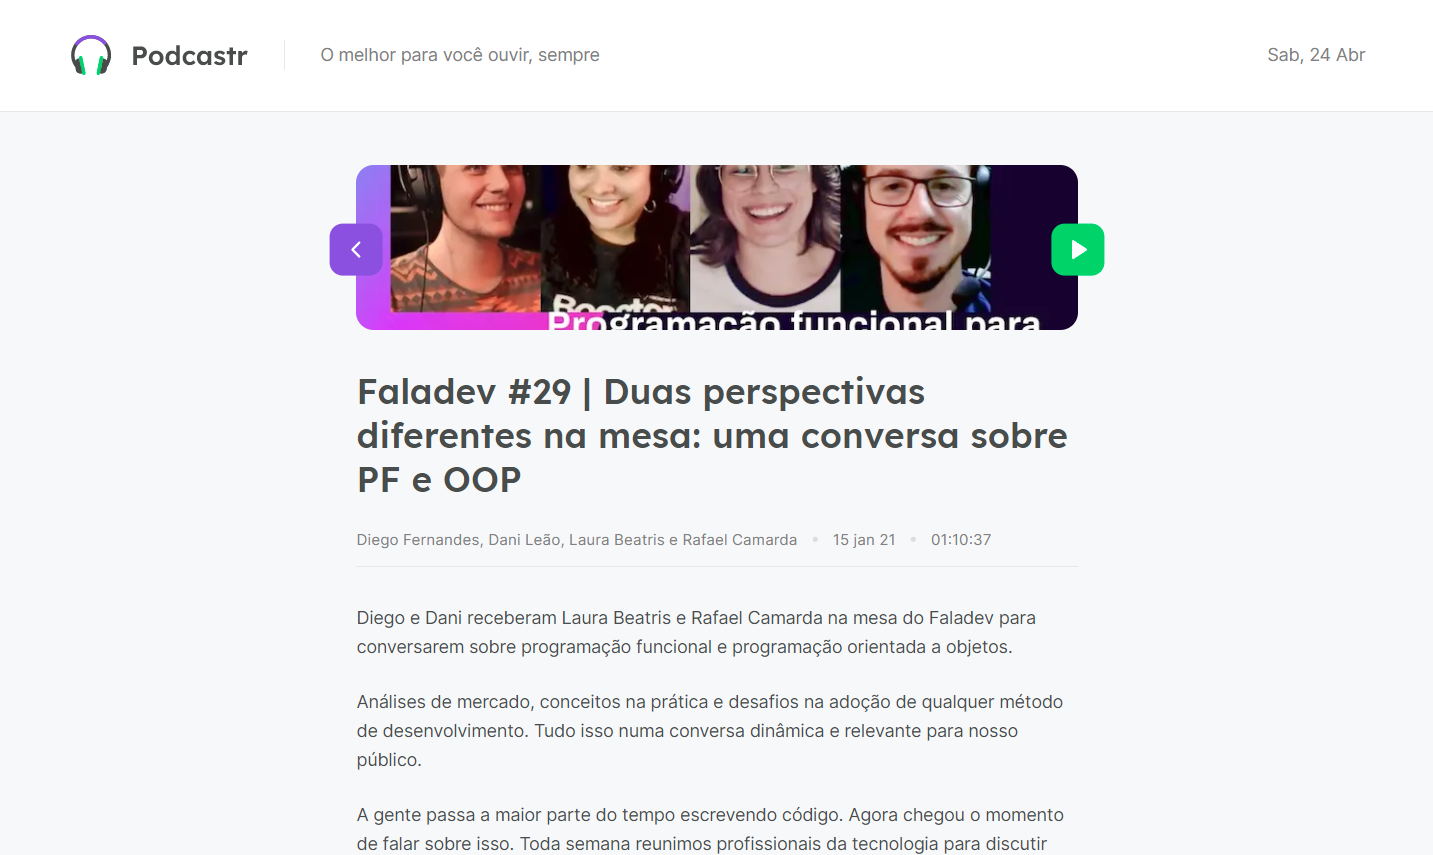 Podcastr
O melhor para você ouvir, sempre
Sab, 24 Abr
Programação funcional para
Faladev #29 | Duas perspectivas
diferentes na mesa: uma conversa sobre
PF e OOP
Diego Fernandes, Dani Leão, Laura Beatris e Rafael Camarda • 15 jan 21 • 01:10:37
Diego e Dani receberam Laura Beatris e Rafael Camarda na mesa do Faladev para
conversarem sobre programação funcional e programação orientada a objetos.
Análises de mercado, conceitos na prática e desafios na adoção de qualquer método
de desenvolvimento. Tudo isso numa conversa dinâmica e relevante para nosso
público.
A gente passa a maior parte do tempo escrevendo código. Agora chegou o momento
de falar sobre isso. Toda semana reunimos profissionais da tecnologia para discutir